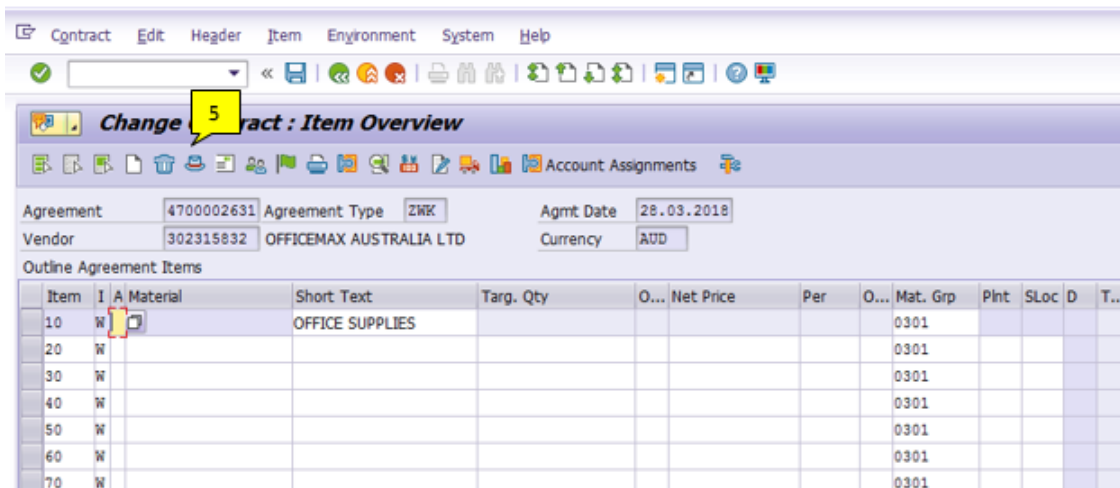 Contract Edit Header Item Environment System Help
5
Change ract : Item Overview
Account Assignments
Agreement 4700002631 Agreement Type ZWK Agmt Date 28.03.2018
Vendor 302315832 OFFICEMAX AUSTRALIA LTD Currency AUD
Outline Agreement Items
Item I A Material Short Text Targ. Qty O... Net Price Per O... Mat. Grp Plnt SLoc D T...
10 W OFFICE SUPPLIES 0301
20 W 0301
30 W 0301
40 W 0301
50 W 0301
60 W 0301
70 W 0301